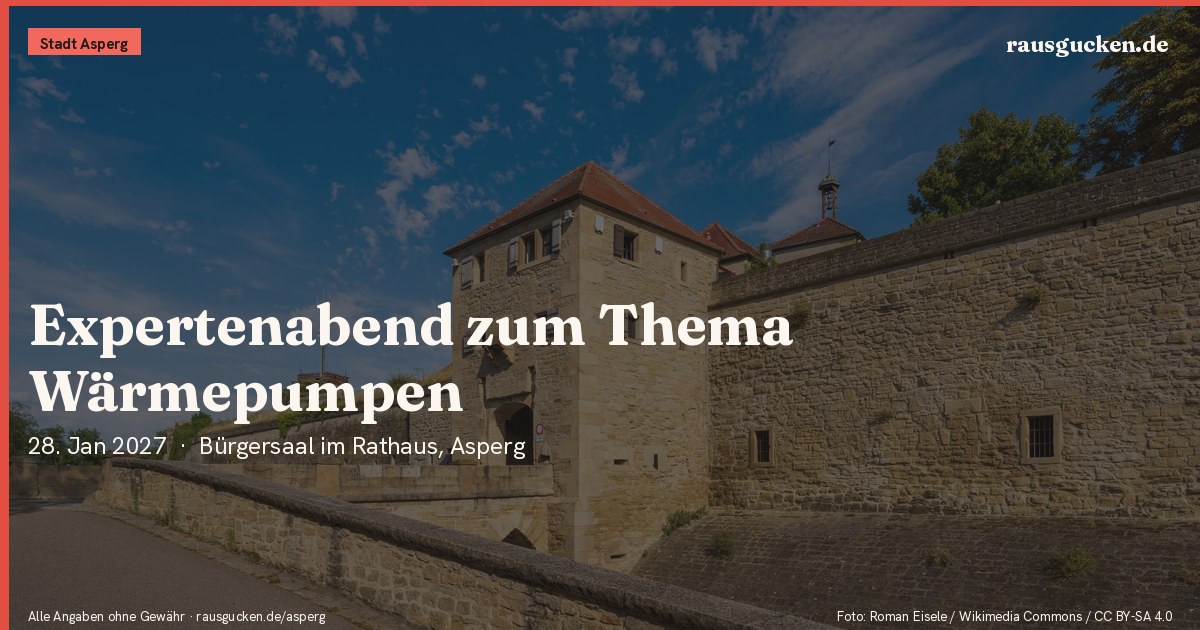 Stadt Asperg
rausgucken.de
Expertenabend zum Thema
Wärmepumpen
28. Jan 2027 · Bürgersaal im Rathaus, Asperg
Alle Angaben ohne Gewähr · rausgucken.de/asperg
Foto: Roman Eisele / Wikimedia Commons / CC BY-SA 4.0